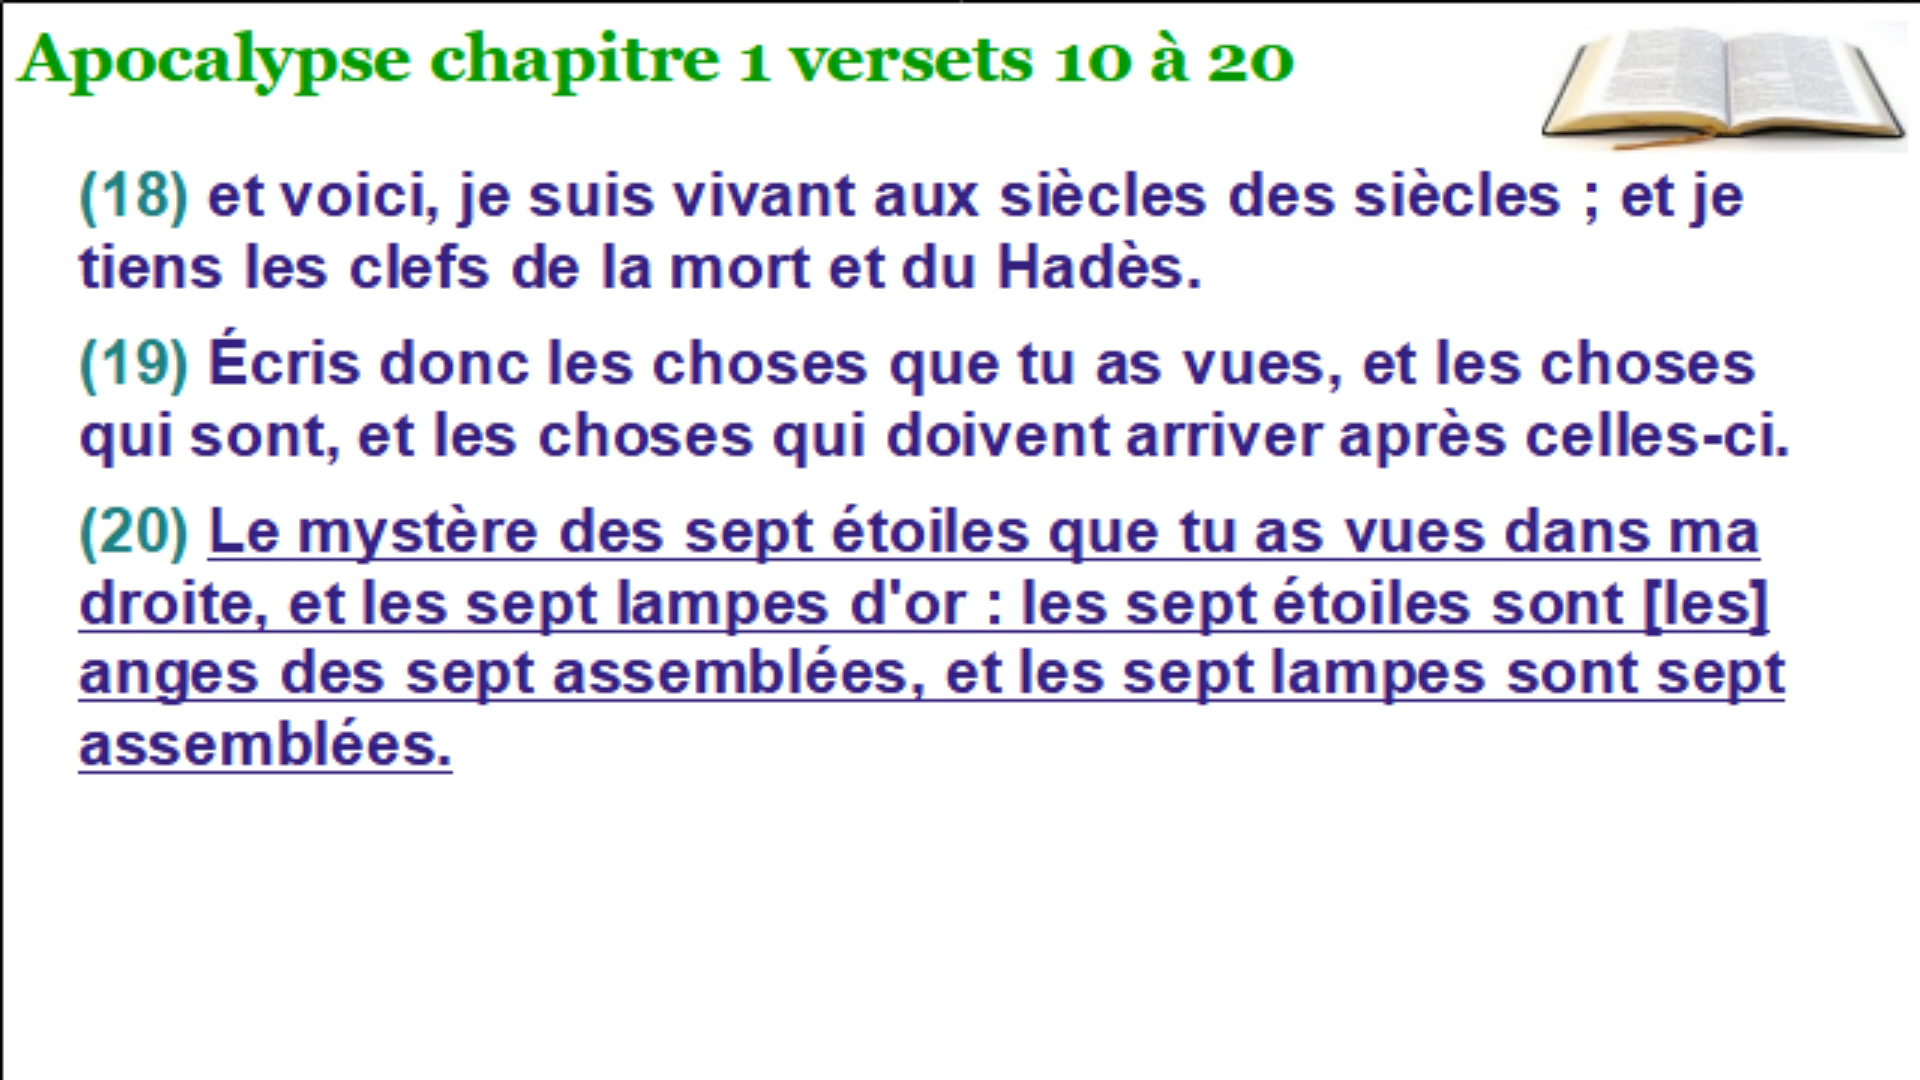 Apocalypse chapitre 1 versets 10 à 20
(18) et voici, je suis vivant aux siècles des siècles ; et je
tiens les clefs de la mort et du Hadès.
(19) Écris donc les choses que tu as vues, et les choses
qui sont, et les choses qui doivent arriver après celles-ci.
(20) Le mystère des sept étoiles que tu as vues dans ma
droite, et les sept lampes d'or : les sept étoiles sont [les]
anges des sept assemblées, et les sept lampes sont sept
assemblées.